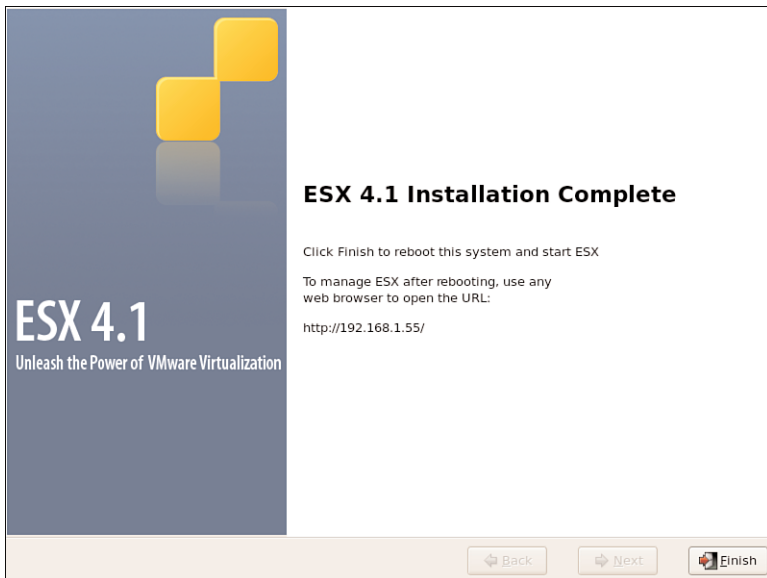 ESX 4.1
Unleash the Power of VMware Virtualization
ESX 4.1 Installation Complete
Click Finish to reboot this system and start ESX
To manage ESX after rebooting, use any
web browser to open the URL:
http://192.168.1.55/
Back
Next
Finish